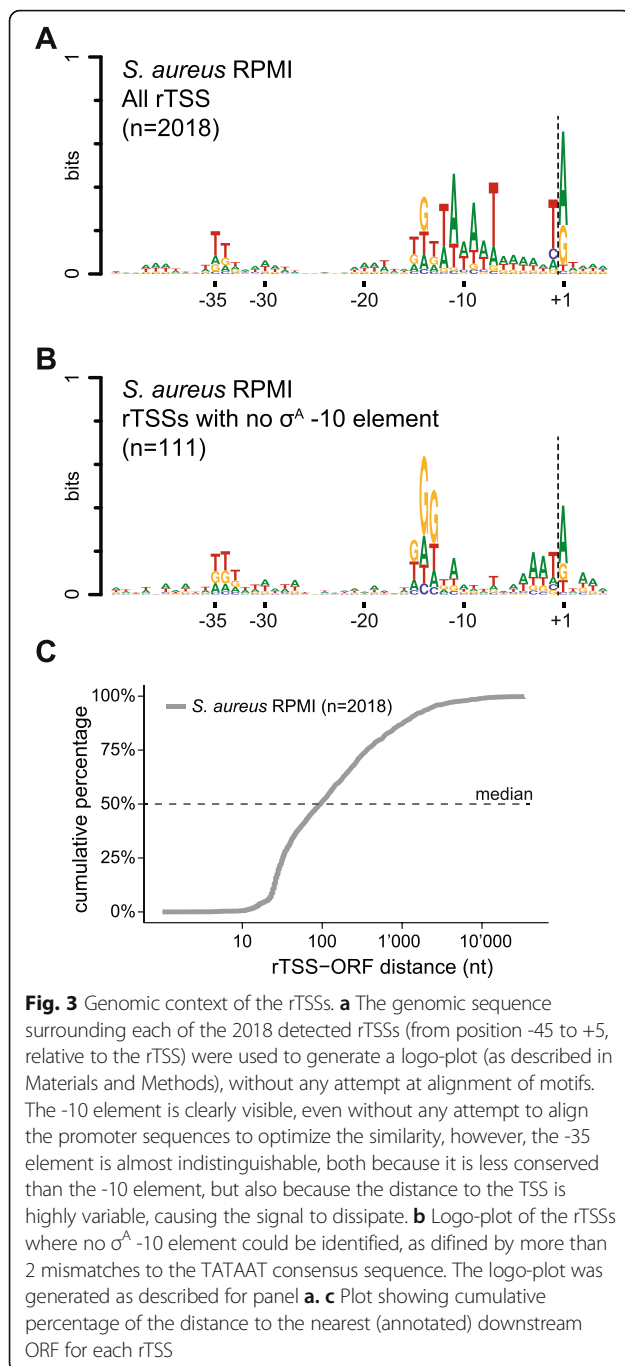 A
S. aureus RPMI
All rTSS
(n=2018)
1
bits
0
-35 -30 -20 -10 +1
B
S. aureus RPMI
rTSSs with no σA -10 element
(n=111)
1
bits
0
-35 -30 -20 -10 +1
C
100%
75%
50%
25%
0%
cumulative percentage
S. aureus RPMI (n=2018)
median
10 100 1'000 10'000
rTSS−ORF distance (nt)
Fig. 3 Genomic context of the rTSSs. a The genomic sequence
surrounding each of the 2018 detected rTSSs (from position -45 to +5,
relative to the rTSS) were used to generate a logo-plot (as described in
Materials and Methods), without any attempt at alignment of motifs.
The -10 element is clearly visible, even without any attempt to align
the promoter sequences to optimize the similarity, however, the -35
element is almost indistinguishable, both because it is less conserved
than the -10 element, but also because the distance to the TSS is
highly variable, causing the signal to dissipate. b Logo-plot of the rTSSs
where no σA -10 element could be identified, as difined by more than
2 mismatches to the TATAAT consensus sequence. The logo-plot was
generated as described for panel a. c Plot showing cumulative
percentage of the distance to the nearest (annotated) downstream
ORF for each rTSS